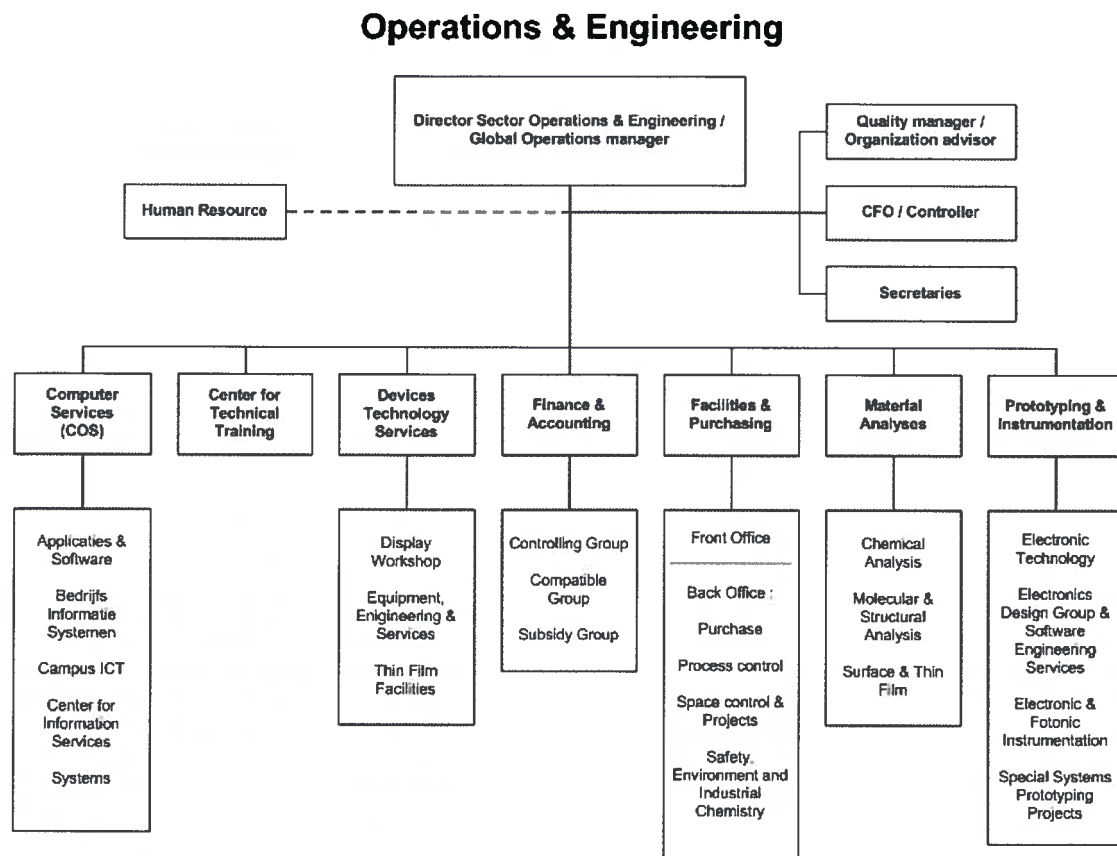 Operations & Engineering
Director Sector Operations & Engineering /
Global Operations manager
Quality manager /
Organization advisor
Human Resource
CFO / Controller
Secretaries
Computer
Services
(COS)
Center for
Technical
Training
Devices
Technology
Services
Finance &
Accounting
Facilities &
Purchasing
Material
Analyses
Prototyping &
Instrumentation
Applicaties &
Software
Bedrijfs
Informatie
Systemen
Campus ICT
Center for
Information
Services
Systems
Display
Workshop
Equipment,
Enigineering &
Services
Thin Film
Facilities
Controlling Group
Compatible
Group
Subsidy Group
Front Office
Back Office :
Purchase
Process control
Space control &
Projects
Safety,
Environment and
Industrial
Chemistry
Chemical
Analysis
Molecular &
Structural
Analysis
Surface & Thin
Film
Electronic
Technology
Electronics
Design Group &
Software
Engineering
Services
Electronic &
Fotonic
Instrumentation
Special Systems
Prototyping
Projects